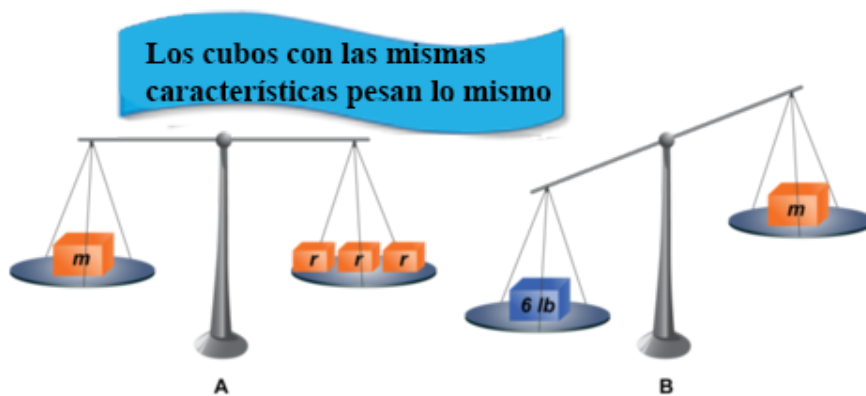 Los cubos con las mismas
características pesan lo mismo
m
r r r
m
6 lb
A
B